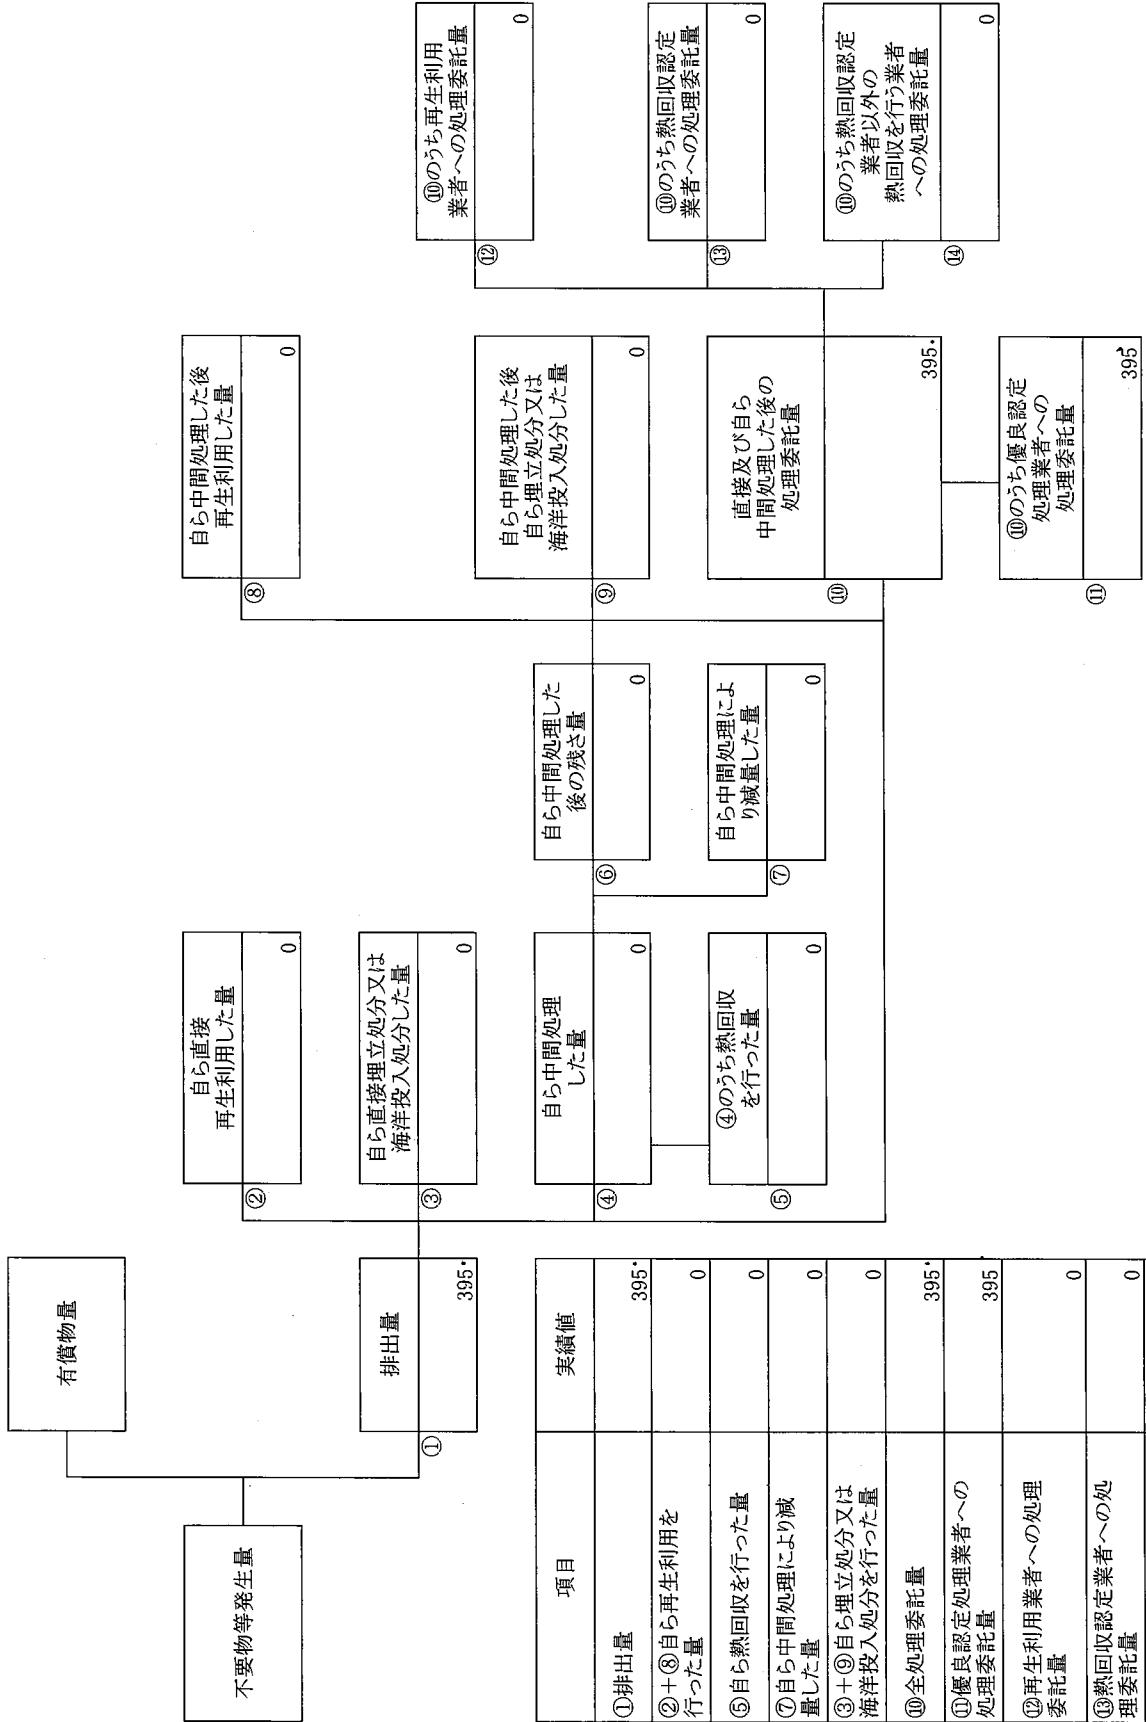 有償物量
不要物等発生量
排出量
①
395
自ら直接
再生利用した量
②
0
自ら直接埋立処分又は
海洋投入処分した量
③
0
自ら中間処理
した量
④
0
④のうち熱回収
を行った量
⑤
0
自ら中間処理した
後の残さ量
⑥
0
自ら中間処理によ
り減量した量
⑦
0
自ら中間処理した後
再生利用した量
⑧
0
自ら中間処理した後
自ら埋立処分又は
海洋投入処分した量
⑨
0
直接及び自ら
中間処理した後の
処理委託量
⑩
395
⑩のうち優良認定
処理業者への
処理委託量
⑪
395
⑩のうち再生利用
業者への処理委託量
⑫
0
⑩のうち熱回収認定
業者への処理委託量
⑬
0
⑩のうち熱回収認定
業者以外の
熱回収を行う業者
への処理委託量
⑭
0
項目 実績値
①排出量 395
②+⑧自ら再生利用を
行った量 0
⑤自ら熱回収を行った量 0
⑦自ら中間処理により減
量した量 0
③+⑨自ら埋立処分又は
海洋投入処分を行った量 0
⑩全処理委託量 395
⑪優良認定処理業者への
処理委託量 395
⑫再生利用業者への処理
委託量 0
⑬熱回収認定業者への処
理委託量 0